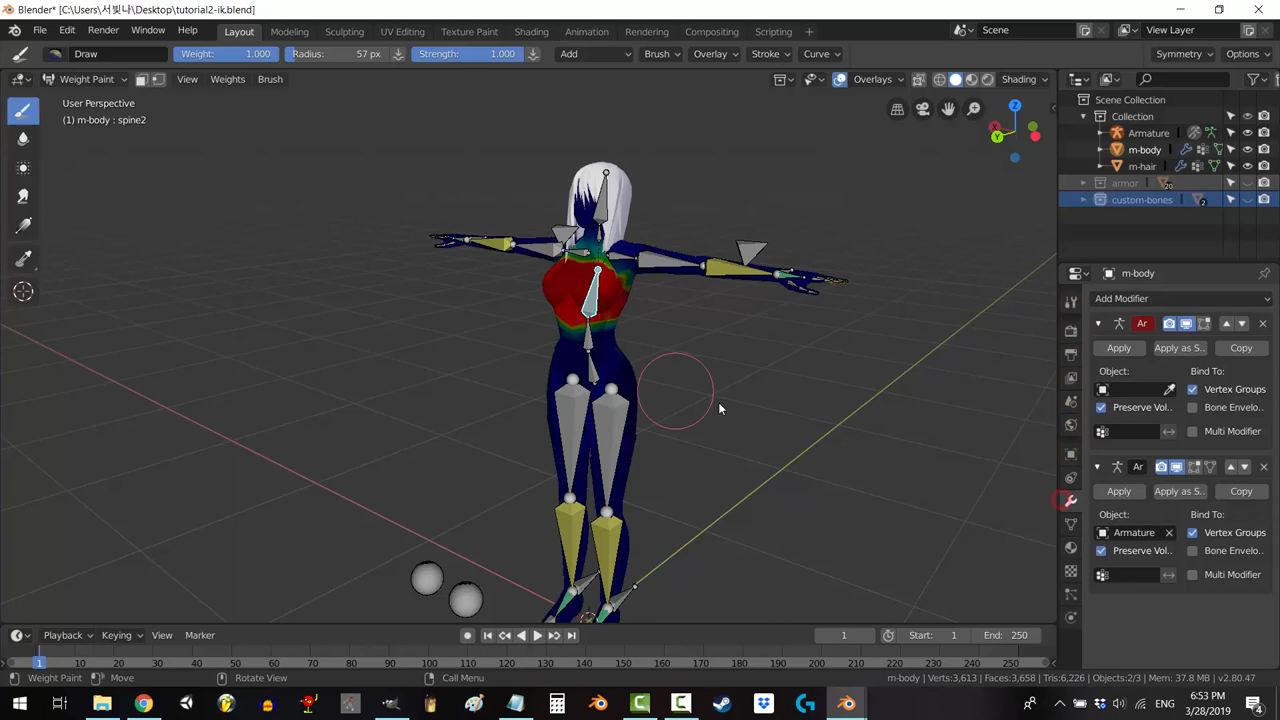 Blender* [C:\Users\서빛나\Desktop\tutorial2-ik.blend]
File Edit Render Window Help Layout Modeling Sculpting UV Editing Texture Paint Shading Animation Rendering Compositing Scripting + Scene View Layer
Draw Weight: 1.000 Radius: 57 px Strength: 1.000 Add Brush Overlay Stroke Curve Symmetry Options
Weight Paint View Weights Brush Overlays Shading
User Perspective
(1) m-body : spine2
Z
Y
Scene Collection
Collection
Armature
m-body
m-hair
armor 20
custom-bones 2
m-body
Add Modifier
Ar
Apply Apply as S.. Copy
Object: Bind To:
Vertex Groups
Preserve Vol.. Bone Envelo..
Multi Modifier
Ar
Apply Apply as S.. Copy
Object: Bind To:
Armature Vertex Groups
Preserve Vol.. Bone Envelo..
Multi Modifier
Playback Keying View Marker 1 Start: 1 End: 250
1 10 20 30 40 50 60 70 80 90 100 110 120 130 140 150 160 170 180 190 200 210 220 230 240 250
Weight Paint Move Rotate View Call Menu m-body | Verts:3,613 | Faces:3,658 | Tris:6,226 | Objects:2/3 | Mem: 37.8 MB | v2.80.47
ENG 6:53 PM 3/28/2019 4